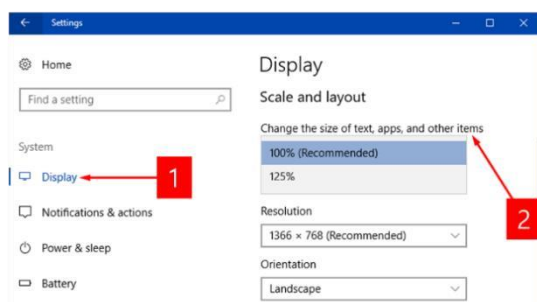 Settings
Home
Find a setting
System
Display
1
Notifications & actions
Power & sleep
Battery
Display
Scale and layout
Change the size of text, apps, and other items
100% (Recommended)
125%
2
Resolution
1366 × 768 (Recommended)
Orientation
Landscape